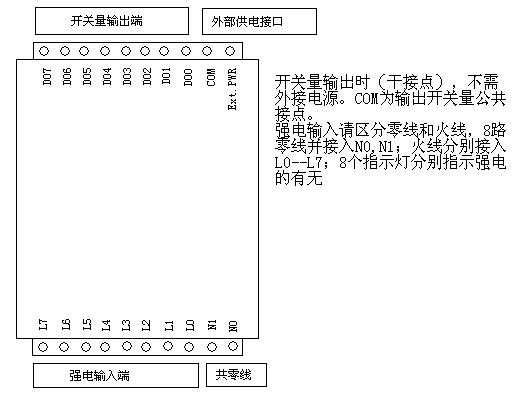 开关量输出端 外部供电接口
DO7 DO6 DO5 DO4 DO3 DO2 DO1 DO0 COM Ext.PWR
开关量输出时（干接点），不需
外接电源。COM为输出开关量公共
接点。
强电输入请区分零线和火线，8路
零线并接入N0,N1；火线分别接入
L0--L7；8个指示灯分别指示强电
的有无
L7 L6 L5 L4 L3 L2 L1 L0 N1 N0
强电输入端 共零线